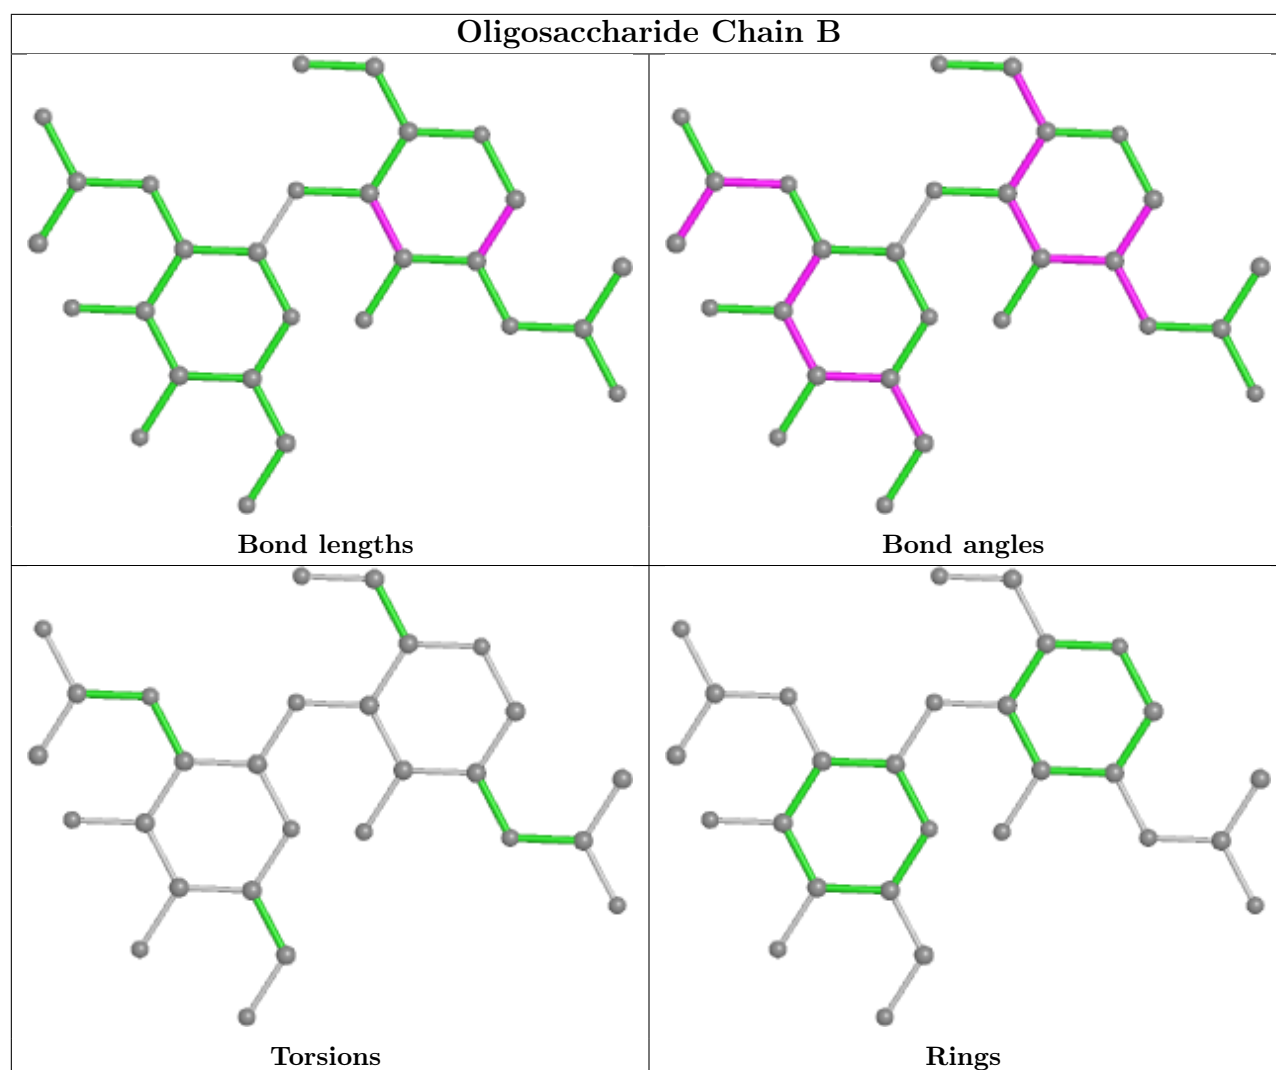 Oligosaccharide Chain B
Bond lengths
Bond angles
Torsions
Rings